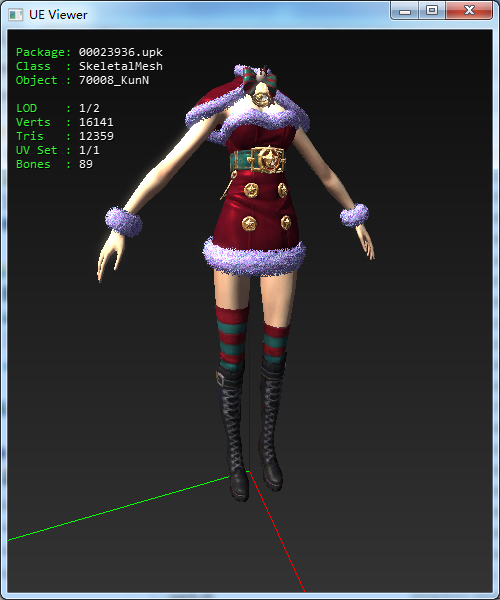 UE Viewer
Package: 00023936.upk
Class : SkeletalMesh
Object : 70008_KunN
LOD : 1/2
Verts : 16141
Tris : 12359
UV Set : 1/1
Bones : 89